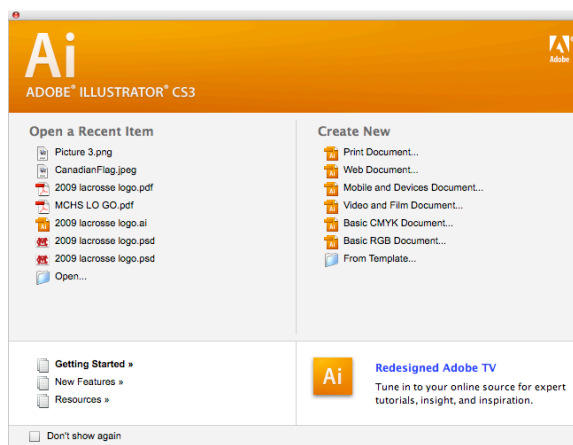 Ai
Adobe
ADOBE® ILLUSTRATOR® CS3
Open a Recent Item
Picture 3.png
CanadianFlag.jpeg
2009 lacrosse logo.pdf
MCHS LO GO.pdf
2009 lacrosse logo.ai
2009 lacrosse logo.psd
2009 lacrosse logo.psd
Open...
Create New
Print Document...
Web Document...
Mobile and Devices Document...
Video and Film Document...
Basic CMYK Document...
Basic RGB Document...
From Template...
Getting Started »
New Features »
Resources »
Ai
Redesigned Adobe TV
Tune in to your online source for expert
tutorials, insight, and inspiration.
Don't show again